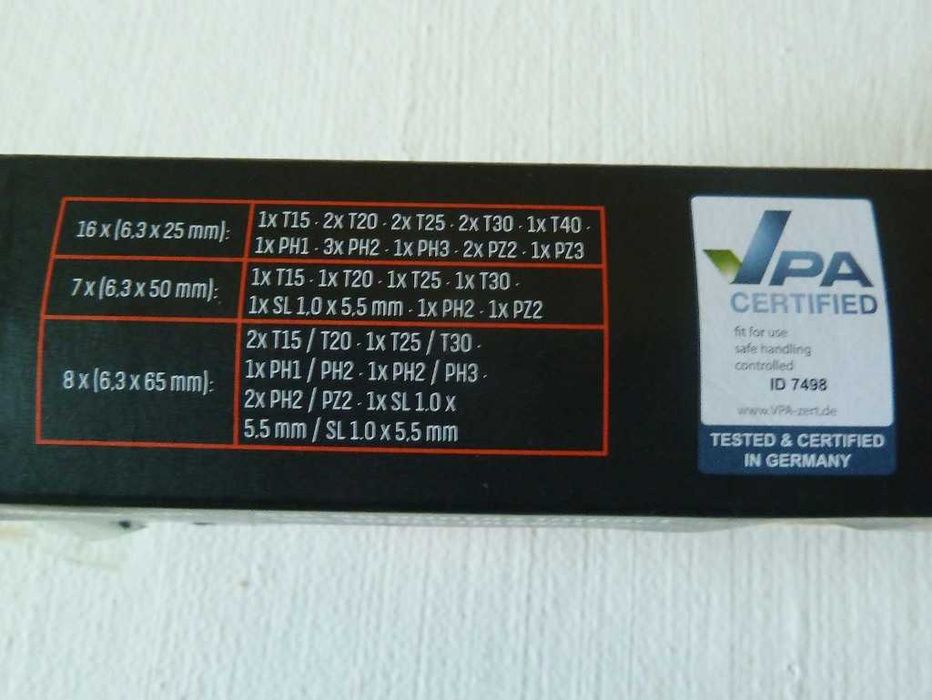 16 x (6,3 x 25 mm):
1x T15 · 2x T20 · 2x T25 · 2x T30 · 1x T40 ·
1x PH1 · 3x PH2 · 1x PH3 · 2x PZ2 · 1x PZ3
7 x (6,3 x 50 mm):
1x T15 · 1x T20 · 1x T25 · 1x T30 ·
1x SL 1,0 x 5,5 mm · 1x PH2 · 1x PZ2
8 x (6,3 x 65 mm):
2x T15 / T20 · 1x T25 / T30 ·
1x PH1 / PH2 · 1x PH2 / PH3 ·
2x PH2 / PZ2 · 1x SL 1.0 x
5.5 mm / SL 1.0 x 5,5 mm
VPA
CERTIFIED
fit for use
safe handling
controlled
ID 7498
www.VPA-zert.de
TESTED & CERTIFIED
IN GERMANY